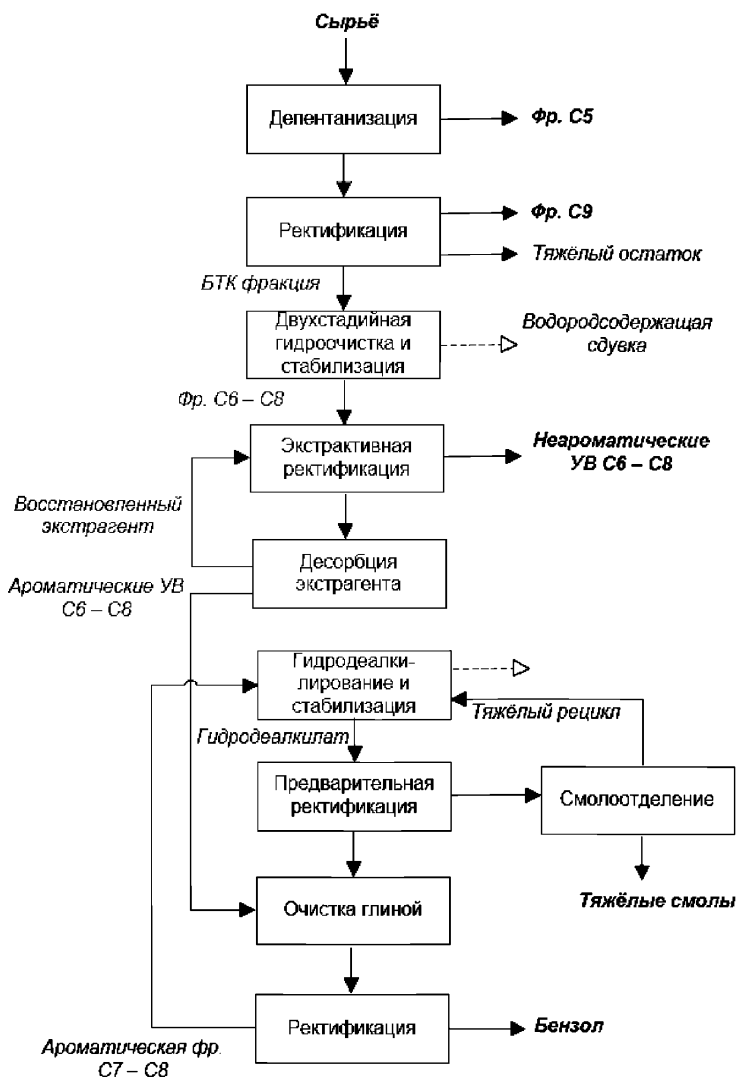 Сырьё
Депентанизация
Фр. С5
Ректификация
Фр. С9
Тяжёлый остаток
БТК фракция
Двухстадийная
гидроочистка и
стабилизация
Водородсодержащая
сдувка
Фр. С6 – С8
Экстрактивная
ректификация
Неароматические
УВ С6 – С8
Восстановленный
экстрагент
Десорбция
экстрагента
Ароматические УВ
С6 – С8
Гидродеалки-
лирование и
стабилизация
Тяжёлый рецикл
Гидродеалкилат
Предварительная
ректификация
Смолоотделение
Очистка глиной
Тяжёлые смолы
Ректификация
Бензол
Ароматическая фр.
С7 – С8